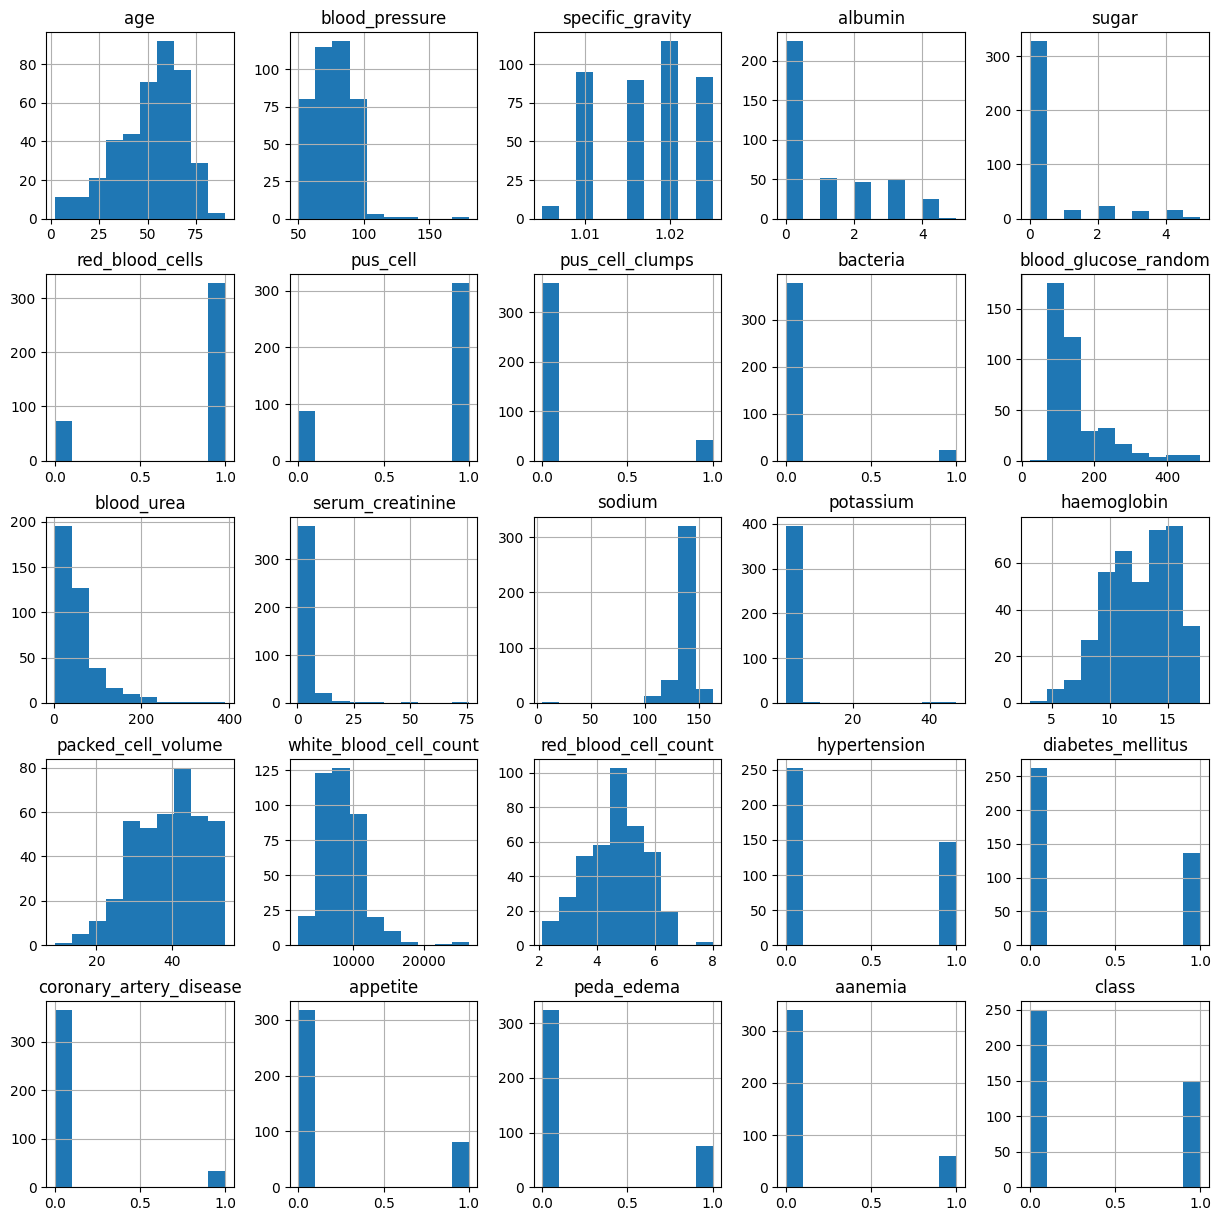 age blood_pressure specific_gravity albumin sugar
80 60 40 20 0
0 25 50 75
100 75 50 25 0
50 100 150
100 75 50 25 0
1.01 1.02
200 150 100 50 0
0 2 4
300 200 100 0
0 2 4
red_blood_cells pus_cell pus_cell_clumps bacteria blood_glucose_random
300 200 100 0
0.0 0.5 1.0
300 200 100 0
0.0 0.5 1.0
300 200 100 0
0.0 0.5 1.0
300 200 100 0
0.0 0.5 1.0
150 100 50 0
0 200 400
blood_urea serum_creatinine sodium potassium haemoglobin
200 150 100 50 0
0 200 400
300 200 100 0
0 25 50 75
300 200 100 0
0 50 100 150
400 300 200 100 0
20 40
60 40 20 0
5 10 15
packed_cell_volume white_blood_cell_count red_blood_cell_count hypertension diabetes_mellitus
80 60 40 20 0
20 40
125 100 75 50 25 0
10000 20000
100 80 60 40 20 0
2 4 6 8
250 200 150 100 50 0
0.0 0.5 1.0
250 200 150 100 50 0
0.0 0.5 1.0
coronary_artery_disease appetite peda_edema aanemia class
300 200 100 0
0.0 0.5 1.0
300 200 100 0
0.0 0.5 1.0
300 200 100 0
0.0 0.5 1.0
300 200 100 0
0.0 0.5 1.0
250 200 150 100 50 0
0.0 0.5 1.0